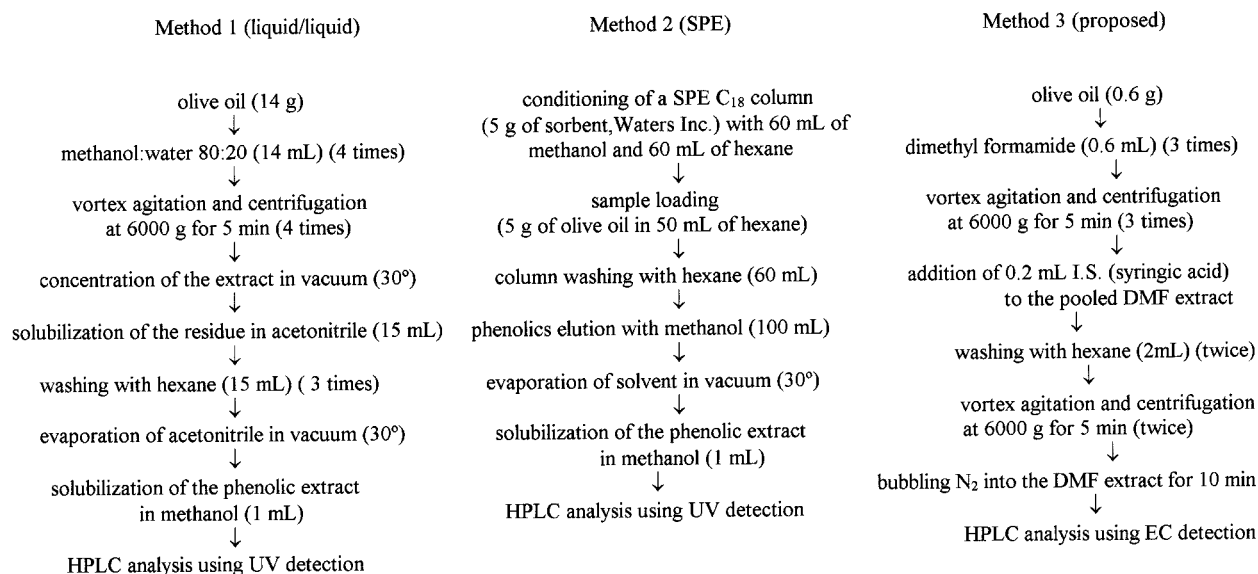 Method 1 (liquid/liquid)
olive oil (14 g)
↓
methanol:water 80:20 (14 mL) (4 times)
↓
vortex agitation and centrifugation
at 6000 g for 5 min (4 times)
↓
concentration of the extract in vacuum (30º)
↓
solubilization of the residue in acetonitrile (15 mL)
↓
washing with hexane (15 mL) ( 3 times)
↓
evaporation of acetonitrile in vacuum (30º)
↓
solubilization of the phenolic extract
in methanol (1 mL)
↓
HPLC analysis using UV detection
Method 2 (SPE)
conditioning of a SPE C₁₈ column
(5 g of sorbent,Waters Inc.) with 60 mL of
methanol and 60 mL of hexane
↓
sample loading
(5 g of olive oil in 50 mL of hexane)
↓
column washing with hexane (60 mL)
↓
phenolics elution with methanol (100 mL)
↓
evaporation of solvent in vacuum (30º)
↓
solubilization of the phenolic extract
in methanol (1 mL)
↓
HPLC analysis using UV detection
Method 3 (proposed)
olive oil (0.6 g)
↓
dimethyl formamide (0.6 mL) (3 times)
↓
vortex agitation and centrifugation
at 6000 g for 5 min (3 times)
↓
addition of 0.2 mL I.S. (syringic acid)
to the pooled DMF extract
↓
washing with hexane (2mL) (twice)
↓
vortex agitation and centrifugation
at 6000 g for 5 min (twice)
↓
bubbling N₂ into the DMF extract for 10 min
↓
HPLC analysis using EC detection